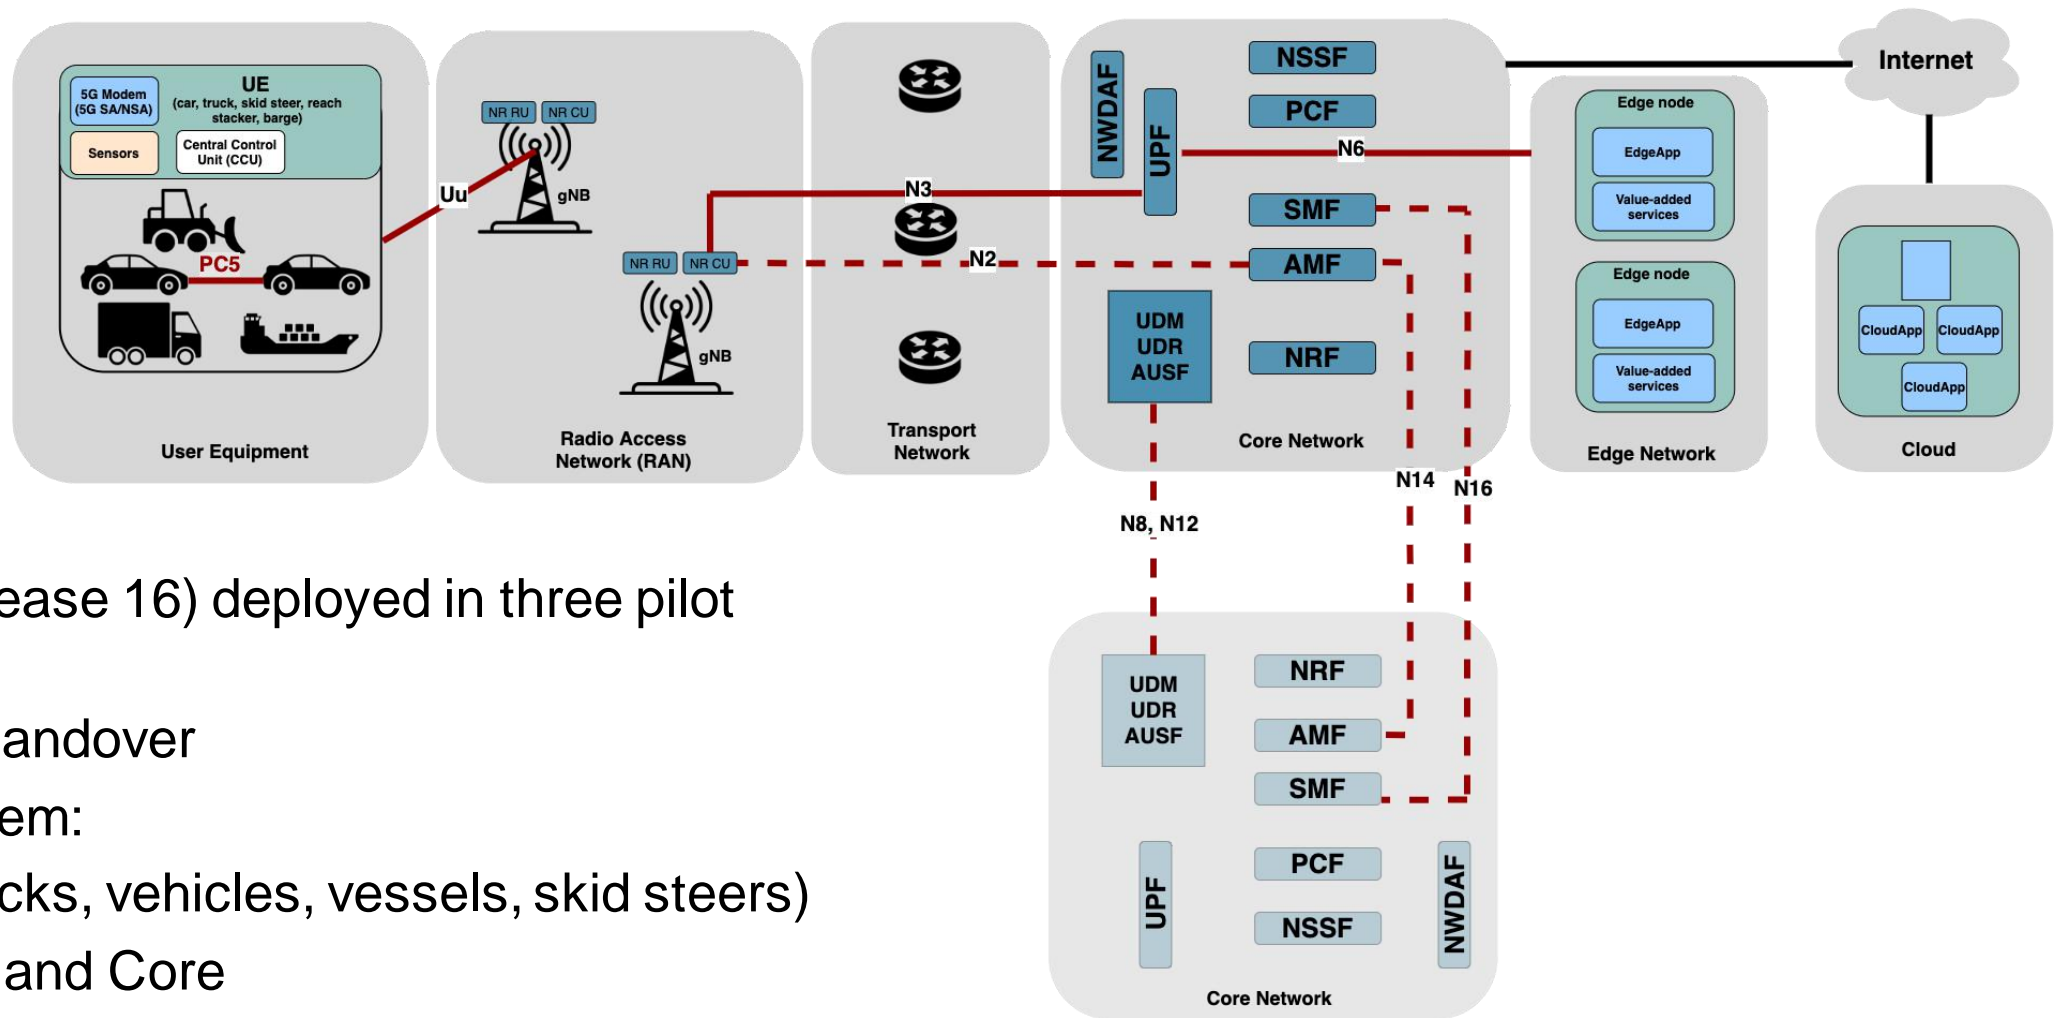 5G Modem
(5G SA/NSA)
UE
(car, truck, skid steer, reach
stacker, barge)
Sensors
Central Control
Unit (CCU)
PC5
User Equipment
Uu
NR RU
NR CU
gNB
NR RU
NR CU
gNB
Radio Access
Network (RAN)
N3
N2
Transport
Network
NWDAF
UPF
NSSF
PCF
N6
SMF
AMF
UDM
UDR
AUSF
NRF
Core Network
Edge node
EdgeApp
Value-added
services
Edge node
EdgeApp
Value-added
services
Edge Network
Internet
CloudApp
CloudApp
CloudApp
Cloud
N14
N16
N8, N12
ease 16) deployed in three pilot
andover
em:
cks, vehicles, vessels, skid steers)
and Core
UDM
UDR
AUSF
NRF
AMF
SMF
UPF
PCF
NSSF
NWDAF
Core Network